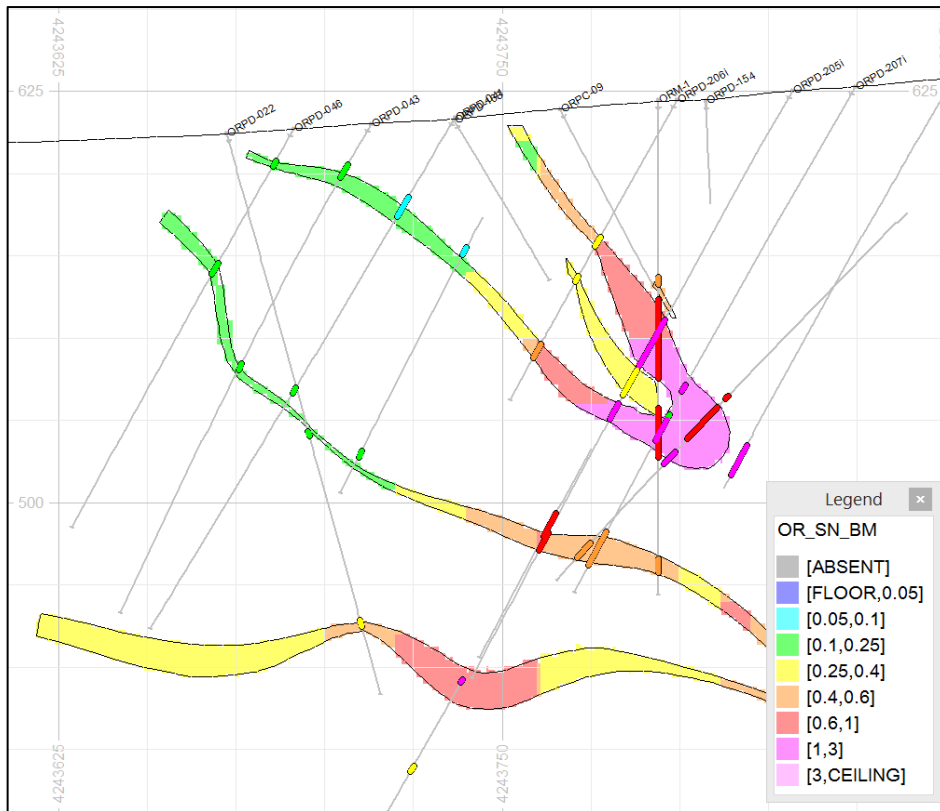 4243625
4243750
625
625
ORPD-022
ORPD-046
ORPD-043
ORPD-041
ORPC-09
ORM-1
ORPD-206i
ORPD-154
ORPD-205i
ORPD-207i
500
4243625
4243750
Legend
OR_SN_BM
[ABSENT]
[FLOOR,0.05]
[0.05,0.1]
[0.1,0.25]
[0.25,0.4]
[0.4,0.6]
[0.6,1]
[1,3]
[3,CEILING]